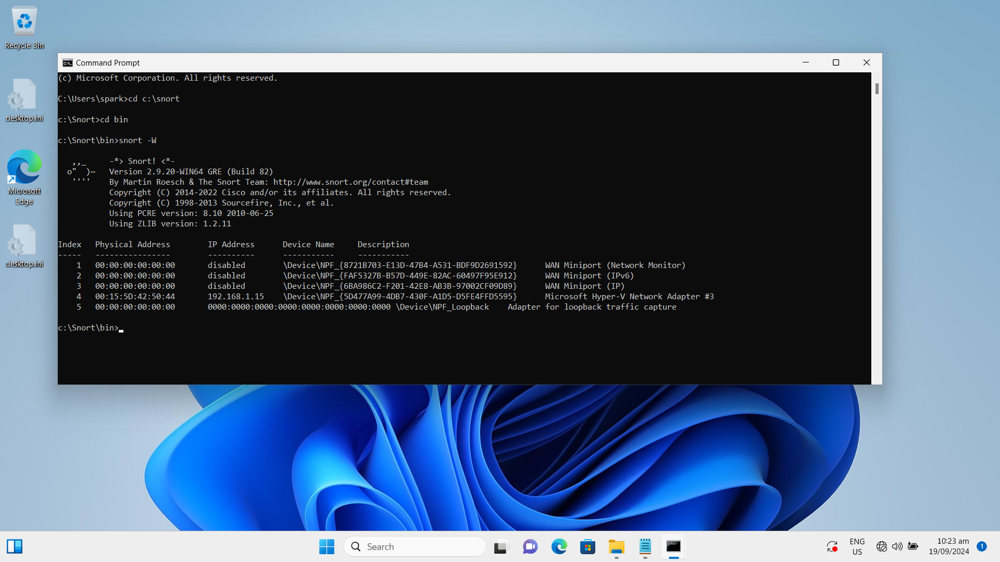 Recycle Bin
desktop.ini
Microsoft
Edge
desktop.ini
Command Prompt
(c) Microsoft Corporation. All rights reserved.
C:\Users\spark>cd c:\snort
c:\Snort>cd bin
c:\Snort\bin>snort -W
   ,,_     -*> Snort! <*-
  o"  )~   Version 2.9.20-WIN64 GRE (Build 82)
   ''''    By Martin Roesch & The Snort Team: http://www.snort.org/contact#team
           Copyright (C) 2014-2022 Cisco and/or its affiliates. All rights reserved.
           Copyright (C) 1998-2013 Sourcefire, Inc., et al.
           Using PCRE version: 8.10 2010-06-25
           Using ZLIB version: 1.2.11
Index   Physical Address        IP Address      Device Name     Description
-----   ----------------        ----------      -----------     -----------
    1   00:00:00:00:00:00       disabled        \Device\NPF_{8721B703-E13D-47B4-A531-BDF9D2691592}      WAN Miniport (Network Monitor)
    2   00:00:00:00:00:00       disabled        \Device\NPF_{FAF5327B-B57D-449E-82AC-60497F95E912}      WAN Miniport (IPv6)
    3   00:00:00:00:00:00       disabled        \Device\NPF_{6BA986C2-F201-42E8-AB3B-97002CF09D89}      WAN Miniport (IP)
    4   00:15:5D:42:50:44       192.168.1.15    \Device\NPF_{5D477A99-4DB7-430F-A1D5-D5FE4FFD5595}      Microsoft Hyper-V Network Adapter #3
    5   00:00:00:00:00:00       0000:0000:0000:0000:0000:0000:0000:0000 \Device\NPF_Loopback    Adapter for loopback traffic capture
c:\Snort\bin>
Search
ENG
US
10:23 am
19/09/2024
1